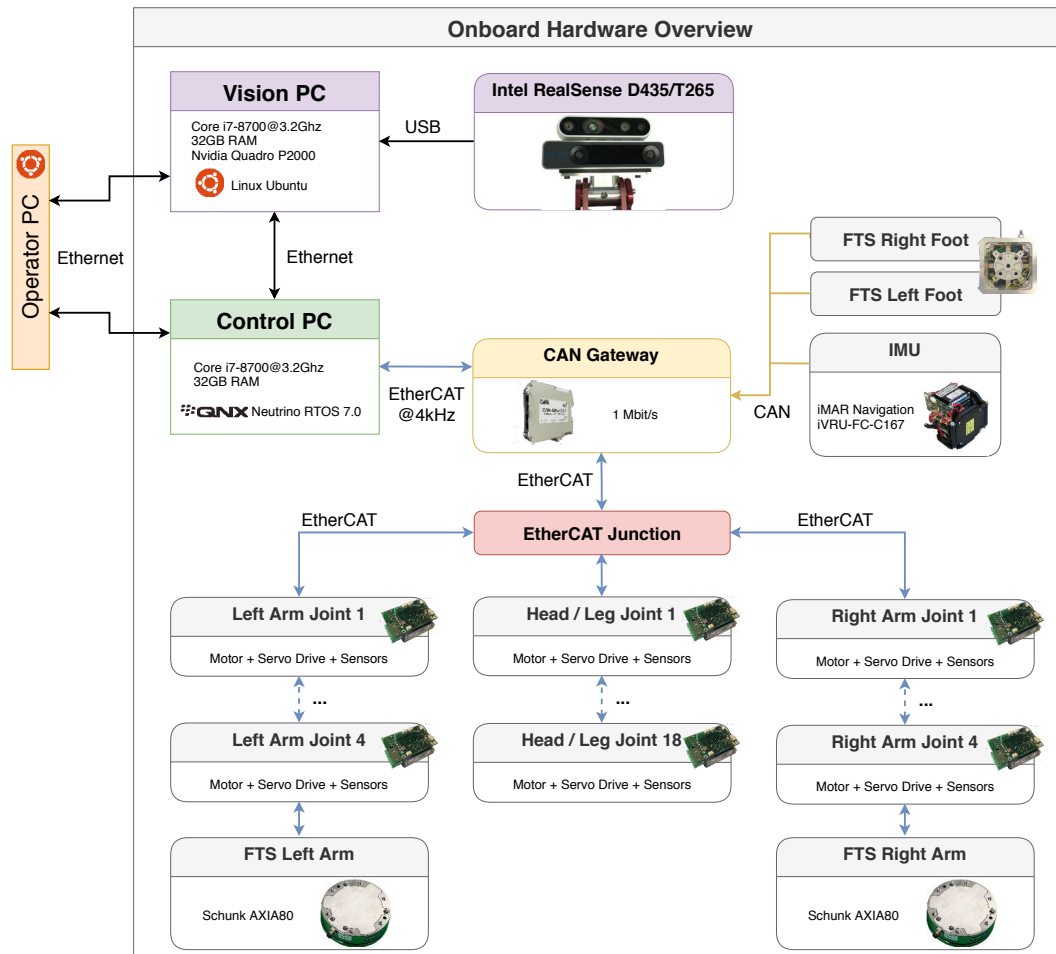 Onboard Hardware Overview
Vision PC
Core i7-8700@3.2Ghz
32GB RAM
Nvidia Quadro P2000
Linux Ubuntu
USB
Intel RealSense D435/T265
Operator PC
Ethernet
Ethernet
Control PC
Core i7-8700@3.2Ghz
32GB RAM
QNX Neutrino RTOS 7.0
EtherCAT
@4kHz
CAN Gateway
1 Mbit/s
CAN
FTS Right Foot
FTS Left Foot
IMU
iMAR Navigation
iVRU-FC-C167
EtherCAT
EtherCAT
EtherCAT Junction
EtherCAT
Left Arm Joint 1
Motor + Servo Drive + Sensors
...
Left Arm Joint 4
Motor + Servo Drive + Sensors
FTS Left Arm
Schunk AXIA80
Head / Leg Joint 1
Motor + Servo Drive + Sensors
...
Head / Leg Joint 18
Motor + Servo Drive + Sensors
Right Arm Joint 1
Motor + Servo Drive + Sensors
...
Right Arm Joint 4
Motor + Servo Drive + Sensors
FTS Right Arm
Schunk AXIA80